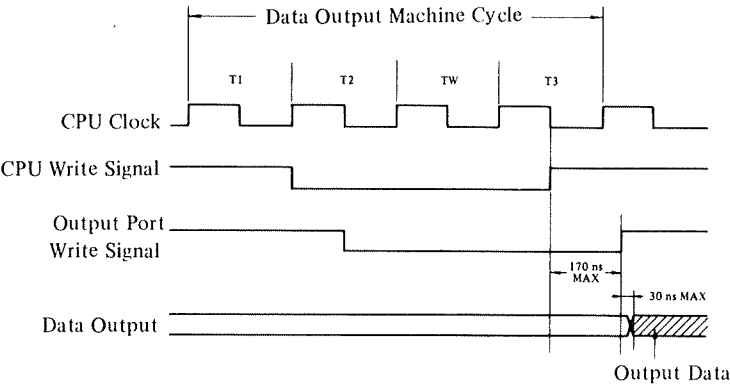 Data Output Machine Cycle
T1 T2 TW T3
CPU Clock
CPU Write Signal
Output Port
Write Signal
170 ns
MAX
30 ns MAX
Data Output
Output Data